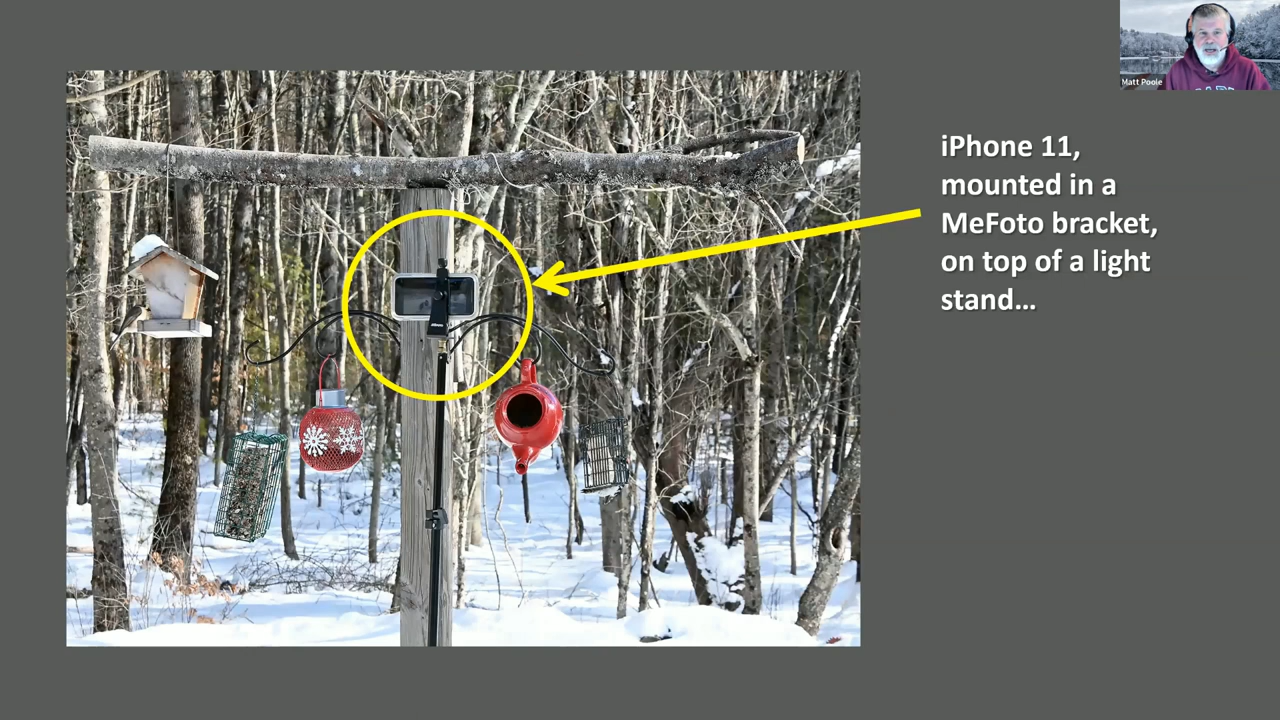 Matt Poole
iPhone 11,
mounted in a
MeFoto bracket,
on top of a light
stand...